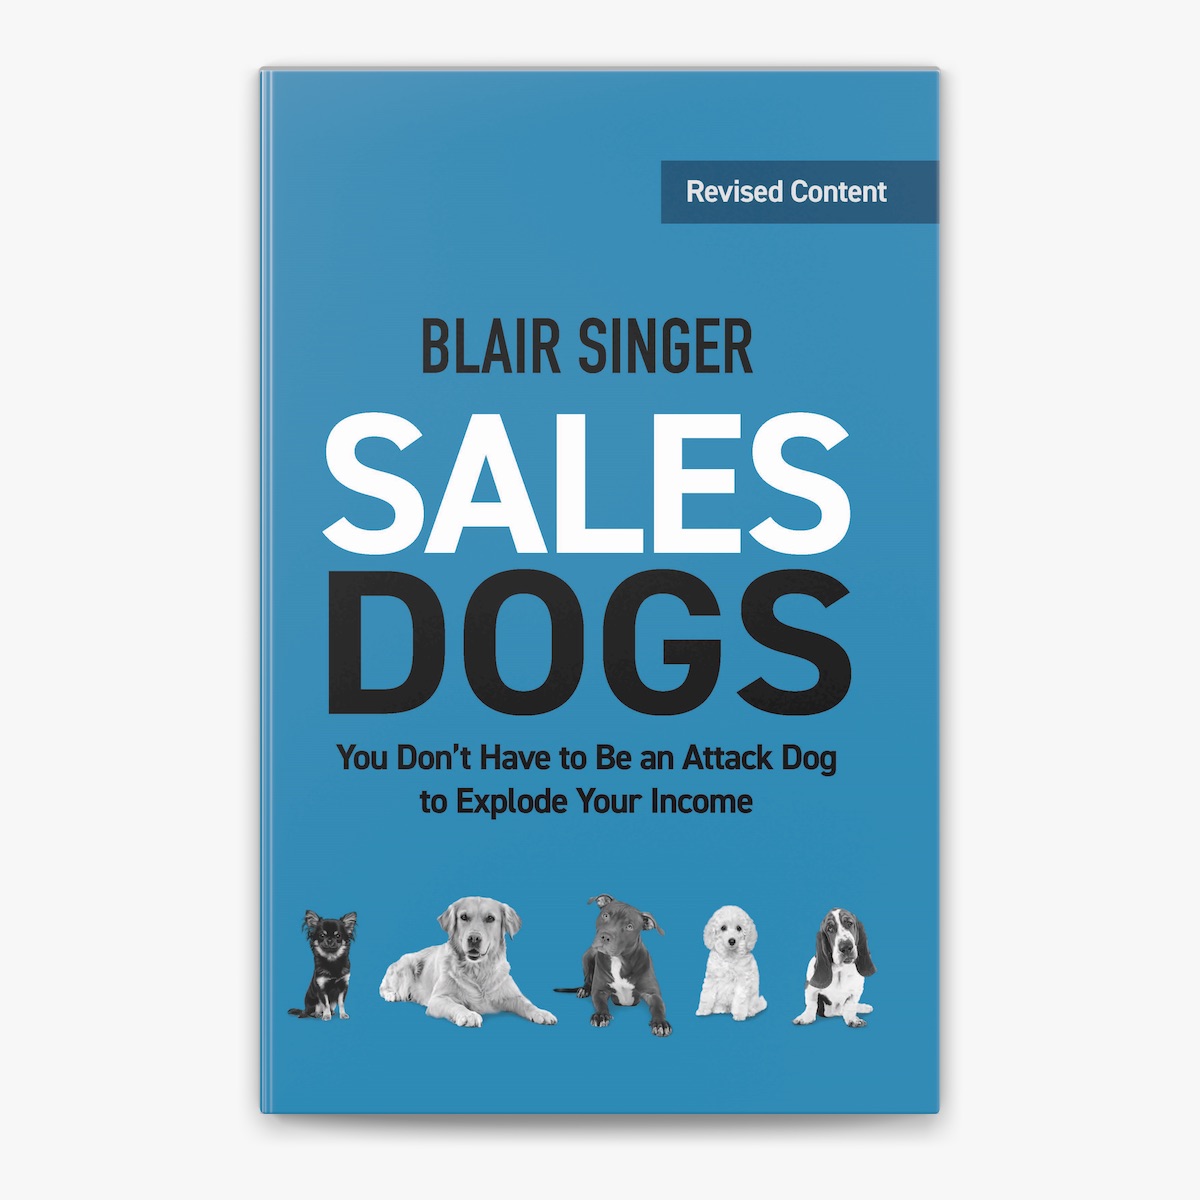 Revised Content
BLAIR SINGER
SALES
DOGS
You Don't Have to Be an Attack Dog
to Explode Your Income